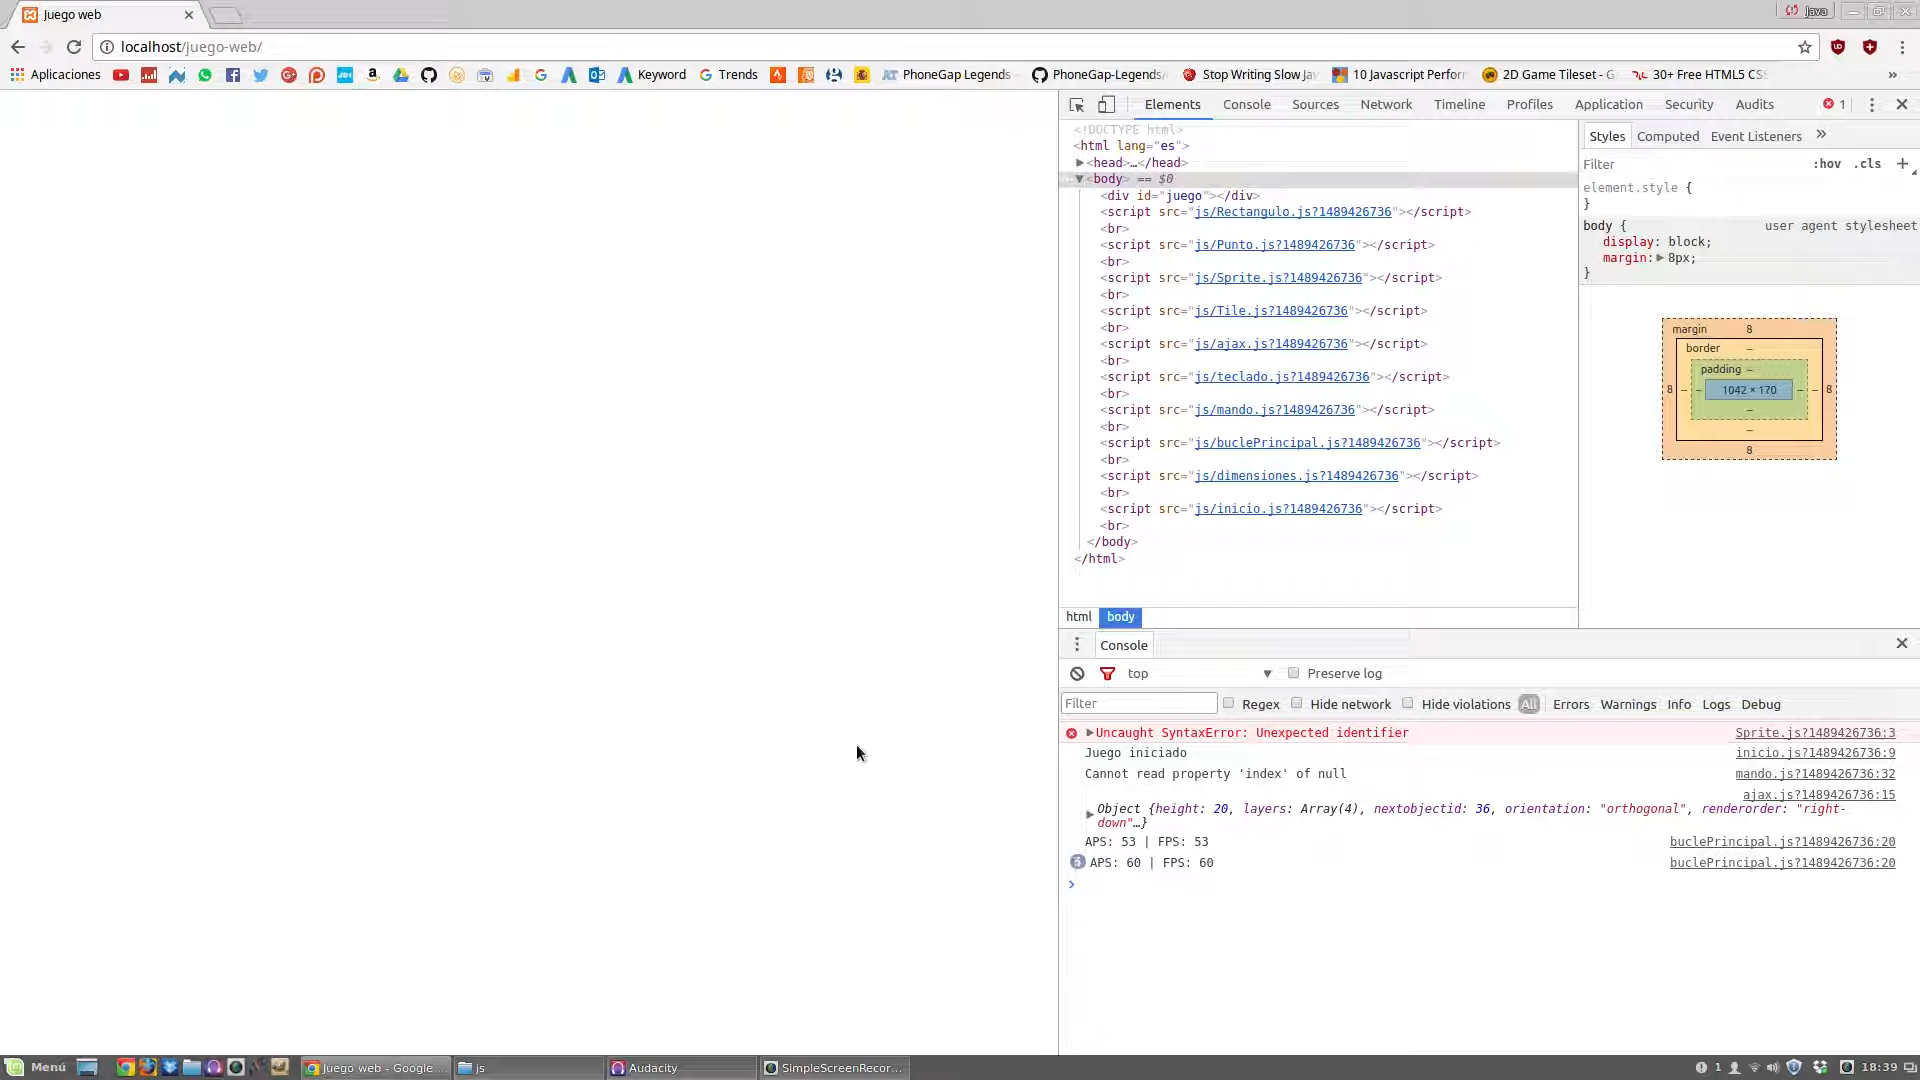 Juego web
Java
localhost/juego-web/
Aplicaciones
Keyword
Trends
PhoneGap Legends
PhoneGap-Legends/
Stop Writing Slow Ja
10 Javascript Perfor
2D Game Tileset - G
30+ Free HTML5 CSS
»
Elements Console Sources Network Timeline Profiles Application Security Audits 1
<!DOCTYPE html>
<html lang="es">
<head>…</head>
<body> == $0
<div id="juego"></div>
<script src="js/Rectangulo.js?1489426736"></script>
<br>
<script src="js/Punto.js?1489426736"></script>
<br>
<script src="js/Sprite.js?1489426736"></script>
<br>
<script src="js/Tile.js?1489426736"></script>
<br>
<script src="js/ajax.js?1489426736"></script>
<br>
<script src="js/teclado.js?1489426736"></script>
<br>
<script src="js/mando.js?1489426736"></script>
<br>
<script src="js/buclePrincipal.js?1489426736"></script>
<br>
<script src="js/dimensiones.js?1489426736"></script>
<br>
<script src="js/inicio.js?1489426736"></script>
<br>
</body>
</html>
html body
Styles Computed Event Listeners »
Filter :hov .cls +
element.style {
}
body { user agent stylesheet
display: block;
margin: 8px;
}
margin 8
border –
padding –
8 – – 1042 × 170 – – 8
–
–
8
Console
top Preserve log
Filter Regex Hide network Hide violations All Errors Warnings Info Logs Debug
Uncaught SyntaxError: Unexpected identifier Sprite.js?1489426736:3
Juego iniciado inicio.js?1489426736:9
Cannot read property 'index' of null mando.js?1489426736:32
ajax.js?1489426736:15
Object {height: 20, layers: Array(4), nextobjectid: 36, orientation: "orthogonal", renderorder: "right-
down"…}
APS: 53 | FPS: 53 buclePrincipal.js?1489426736:20
APS: 60 | FPS: 60 buclePrincipal.js?1489426736:20
Menú
Juego web - Google...
js
Audacity
SimpleScreenRecor...
1
18:39